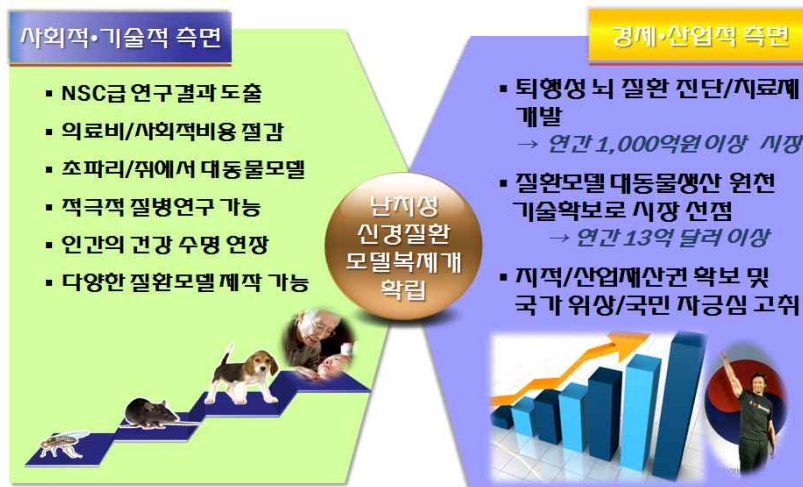 사회적·기술적 측면
▪ NSC급 연구결과 도출
▪ 의료비/사회적비용 절감
▪ 초파리/쥐에서 대동물모델
▪ 적극적 질병연구 가능
▪ 인간의 건강 수명 연장
▪ 다양한 질환모델 제작 가능
난치성
신경질환
모델복제개
확립
경제·산업적 측면
▪ 퇴행성 뇌 질환 진단/치료제
개발
→ 연간 1,000억원이상 시장
▪ 질환모델 대동물생산 원천
기술확보로 시장 선점
→ 연간 13억 달러 이상
▪ 지적/산업재산권 확보 및
국가 위상/국민 자긍심 고취